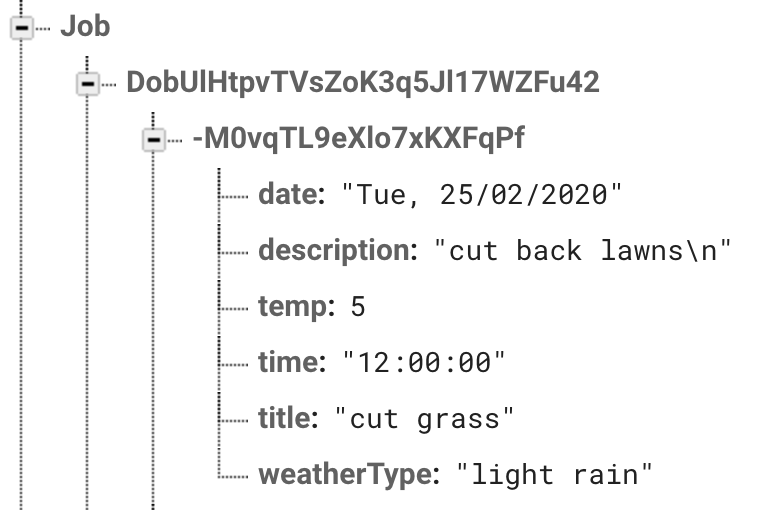 Job
DobUlHtpvTVsZoK3q5Jl17WZFu42
-M0vqTL9eXlo7xKXFqPf
date: "Tue, 25/02/2020"
description: "cut back lawns\n"
temp: 5
time: "12:00:00"
title: "cut grass"
weatherType: "light rain"